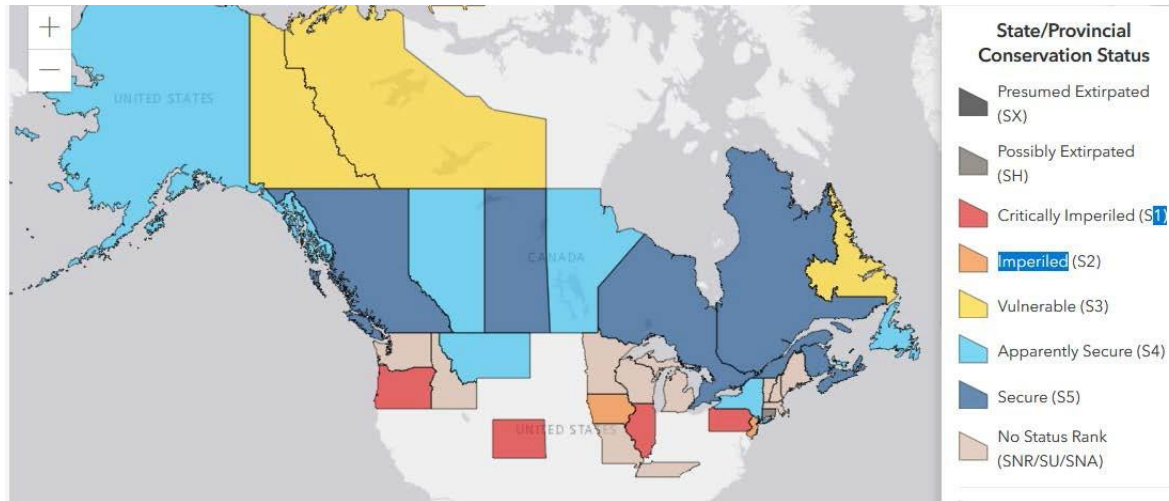 +
−
UNITED STATES
CANADA
UNITED STATES
State/Provincial
Conservation Status
Presumed Extirpated
(SX)
Possibly Extirpated
(SH)
Critically Imperiled (S1)
Imperiled (S2)
Vulnerable (S3)
Apparently Secure (S4)
Secure (S5)
No Status Rank
(SNR/SU/SNA)